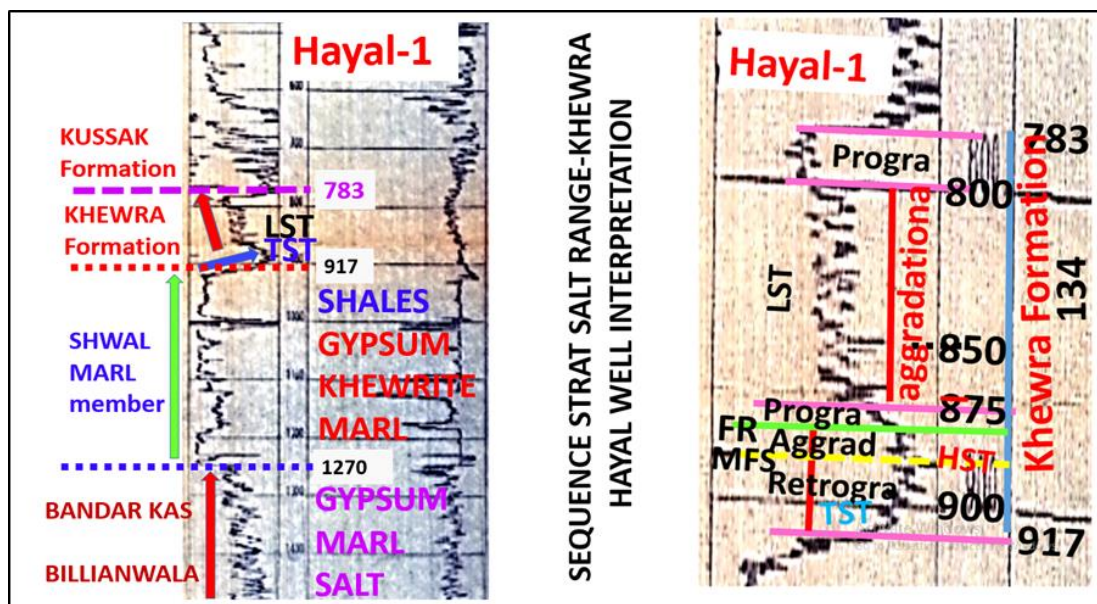 Hayal-1
KUSSAK
Formation
783
KHEWRA
Formation
LST
TST
917
SHALES
GYPSUM
KHEWRITE
MARL
SHWAL
MARL
member
1270
BANDAR KAS
BILLIANWALA
GYPSUM
MARL
SALT
SEQUENCE STRAT SALT RANGE-KHEWRA
HAYAL WELL INTERPRETATION
Hayal-1
783
Progra
800
LST
aggradationa
850
Khewra Formation
134
Progra
875
FR
Aggrad
MFS
HST
Retrogra
900
TST
917